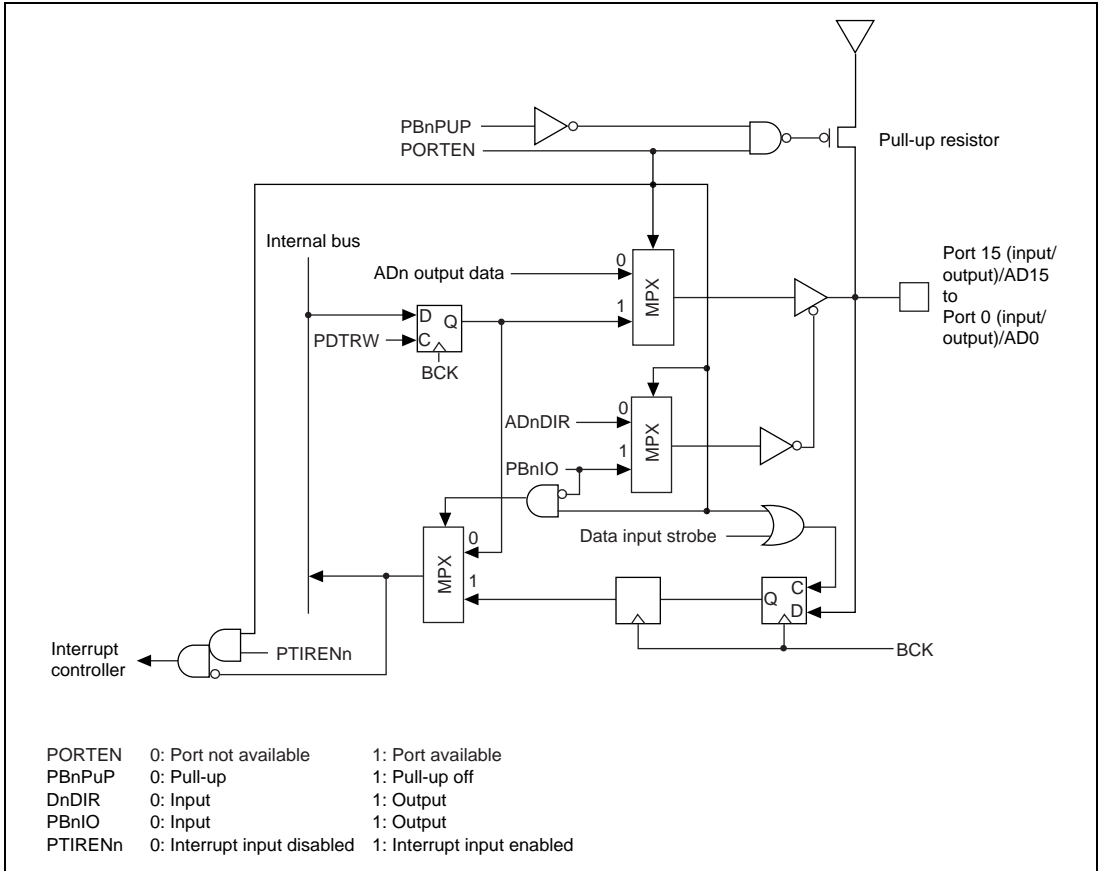 PBnPUP
PORTEN
Pull-up resistor
Internal bus
ADn output data
0
1
MPX
Port 15 (input/
output)/AD15
to
Port 0 (input/
output)/AD0
D
Q
C
PDTRW
BCK
ADnDIR
0
1
MPX
PBnIO
Data input strobe
0
1
MPX
Q
C
D
BCK
Interrupt
controller
PTIRENn
PORTEN 0: Port not available 1: Port available
PBnPuP 0: Pull-up 1: Pull-up off
DnDIR 0: Input 1: Output
PBnIO 0: Input 1: Output
PTIRENn 0: Interrupt input disabled 1: Interrupt input enabled